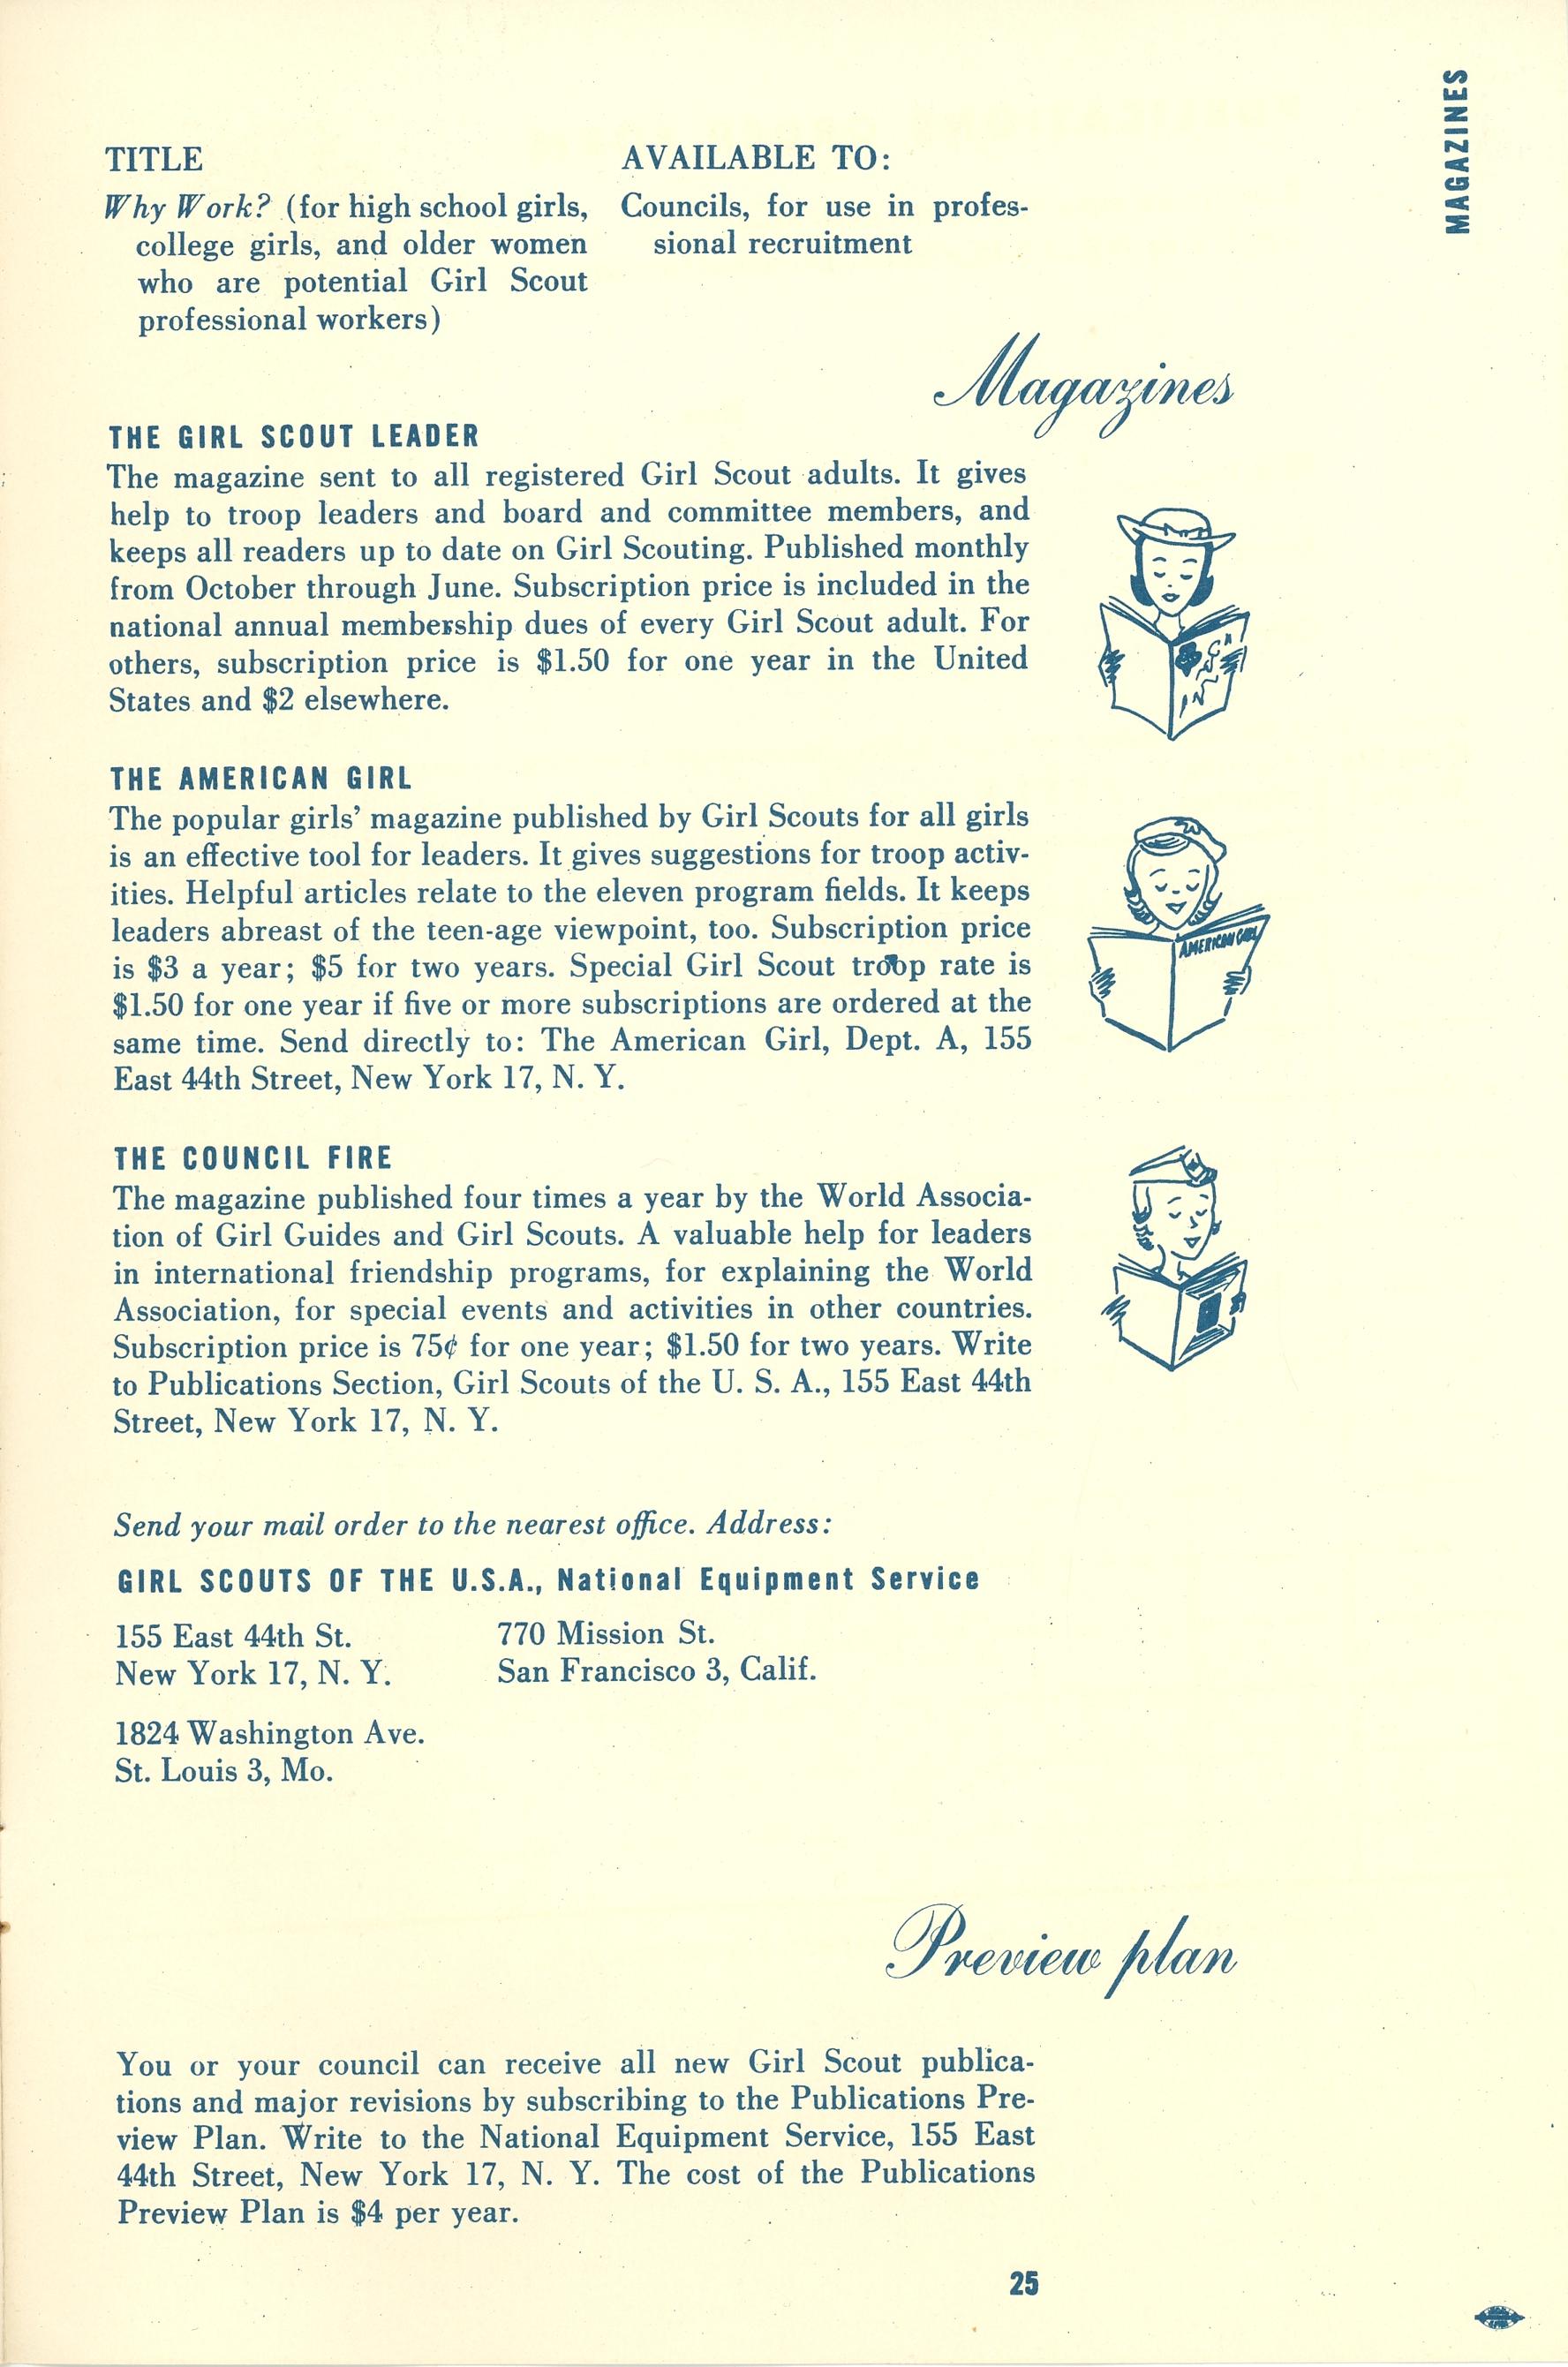 MAGAZINES
TITLE
AVAILABLE TO:
Why Work? (for high school girls,
college girls, and older women
who are potential Girl Scout
professional workers)
Councils, for use in profes-
sional recruitment
Magazines
THE GIRL SCOUT LEADER
The magazine sent to all registered Girl Scout adults. It gives
help to troop leaders and board and committee members, and
keeps all readers up to date on Girl Scouting. Published monthly
from October through June. Subscription price is included in the
national annual membership dues of every Girl Scout adult. For
others, subscription price is $1.50 for one year in the United
States and $2 elsewhere.
THE AMERICAN GIRL
The popular girls' magazine published by Girl Scouts for all girls
is an effective tool for leaders. It gives suggestions for troop activ-
ities. Helpful articles relate to the eleven program fields. It keeps
leaders abreast of the teen-age viewpoint, too. Subscription price
is $3 a year; $5 for two years. Special Girl Scout troop rate is
$1.50 for one year if five or more subscriptions are ordered at the
same time. Send directly to: The American Girl, Dept. A, 155
East 44th Street, New York 17, N. Y.
AMERICAN GIRL
THE COUNCIL FIRE
The magazine published four times a year by the World Associa-
tion of Girl Guides and Girl Scouts. A valuable help for leaders
in international friendship programs, for explaining the World
Association, for special events and activities in other countries.
Subscription price is 75¢ for one year; $1.50 for two years. Write
to Publications Section, Girl Scouts of the U. S. A., 155 East 44th
Street, New York 17, N. Y.
Send your mail order to the nearest office. Address:
GIRL SCOUTS OF THE U.S.A., National Equipment Service
155 East 44th St.
New York 17, N. Y.
770 Mission St.
San Francisco 3, Calif.
1824 Washington Ave.
St. Louis 3, Mo.
Preview plan
You or your council can receive all new Girl Scout publica-
tions and major revisions by subscribing to the Publications Pre-
view Plan. Write to the National Equipment Service, 155 East
44th Street, New York 17, N. Y. The cost of the Publications
Preview Plan is $4 per year.
25